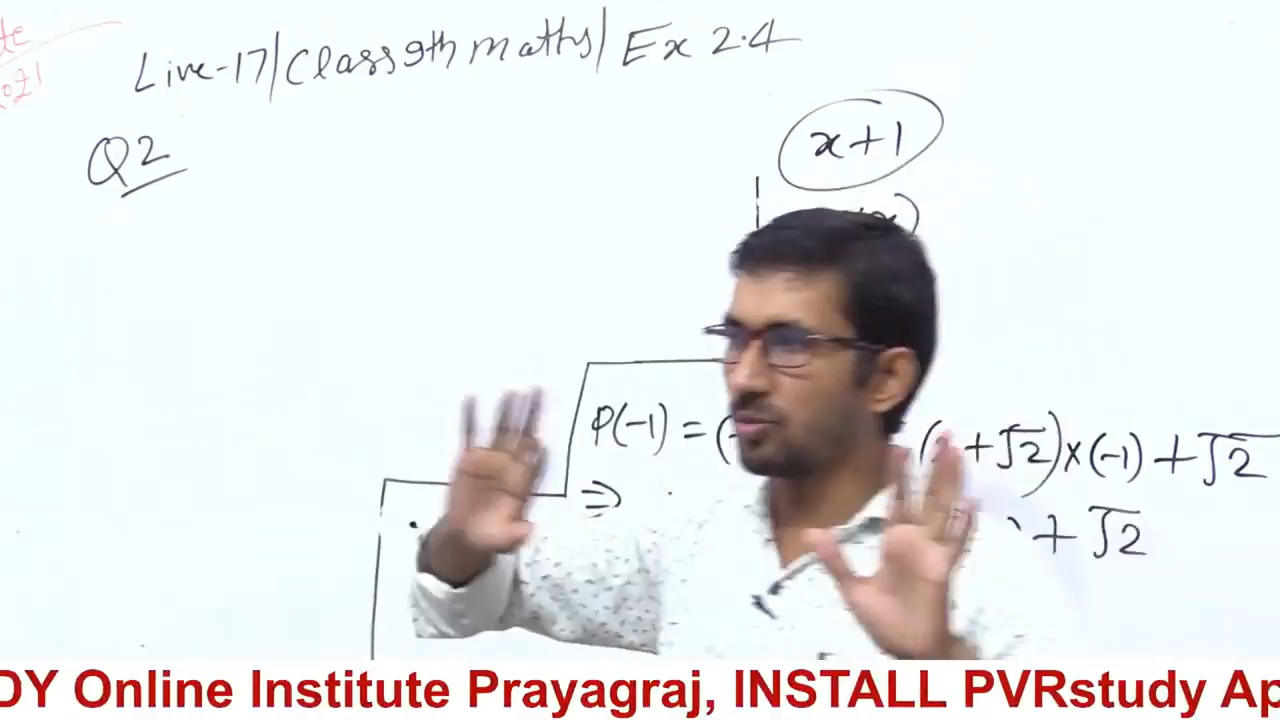 Live-17/Class 9th maths/ Ex 2.4
Q2
x+1
P(-1) = (- +√2)×(-1)+√2
⇒ +√2
DY Online Institute Prayagraj, INSTALL PVRstudy Ap